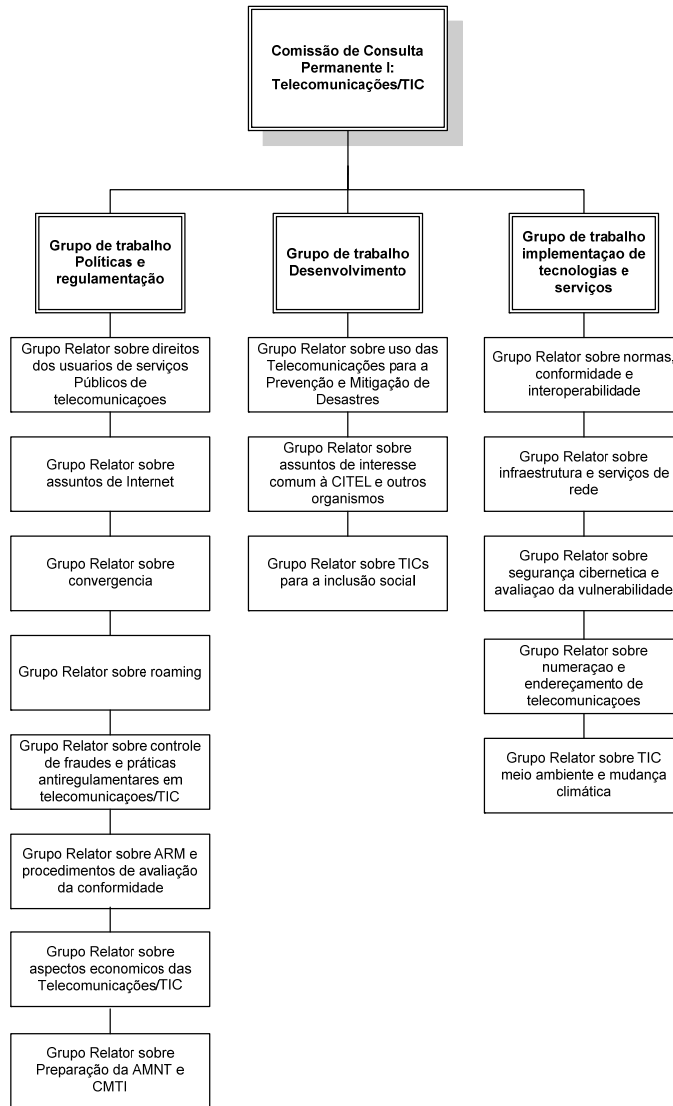 Comissão de Consulta
Permanente I:
Telecomunicações/TIC
Grupo de trabalho
Políticas e
regulamentação
Grupo Relator sobre direitos
dos usuarios de serviços
Públicos de
telecomunicaçoes
Grupo Relator sobre
assuntos de Internet
Grupo Relator sobre
convergencia
Grupo Relator sobre roaming
Grupo Relator sobre controle
de fraudes e práticas
antiregulamentares em
telecomunicaçoes/TIC
Grupo Relator sobre ARM e
procedimentos de avaliação
da conformidade
Grupo Relator sobre
aspectos economicos das
Telecomunicações/TIC
Grupo Relator sobre
Preparação da AMNT e
CMTI
Grupo de trabalho
Desenvolvimento
Grupo Relator sobre uso das
Telecomunicações para a
Prevenção e Mitigação de
Desastres
Grupo Relator sobre
assuntos de interesse
comum à CITEL e outros
organismos
Grupo Relator sobre TICs
para a inclusão social
Grupo de trabalho
implementaçao de
tecnologias e
serviços
Grupo Relator sobre normas,
conformidade e
interoperabilidade
Grupo Relator sobre
infraestrutura e serviços de
rede
Grupo Relator sobre
segurança cibernetica e
avaliaçao da vulnerabilidade
Grupo Relator sobre
numeraçao e
endereçamento de
telecomunicaçoes
Grupo Relator sobre TIC
meio ambiente e mudança
climática